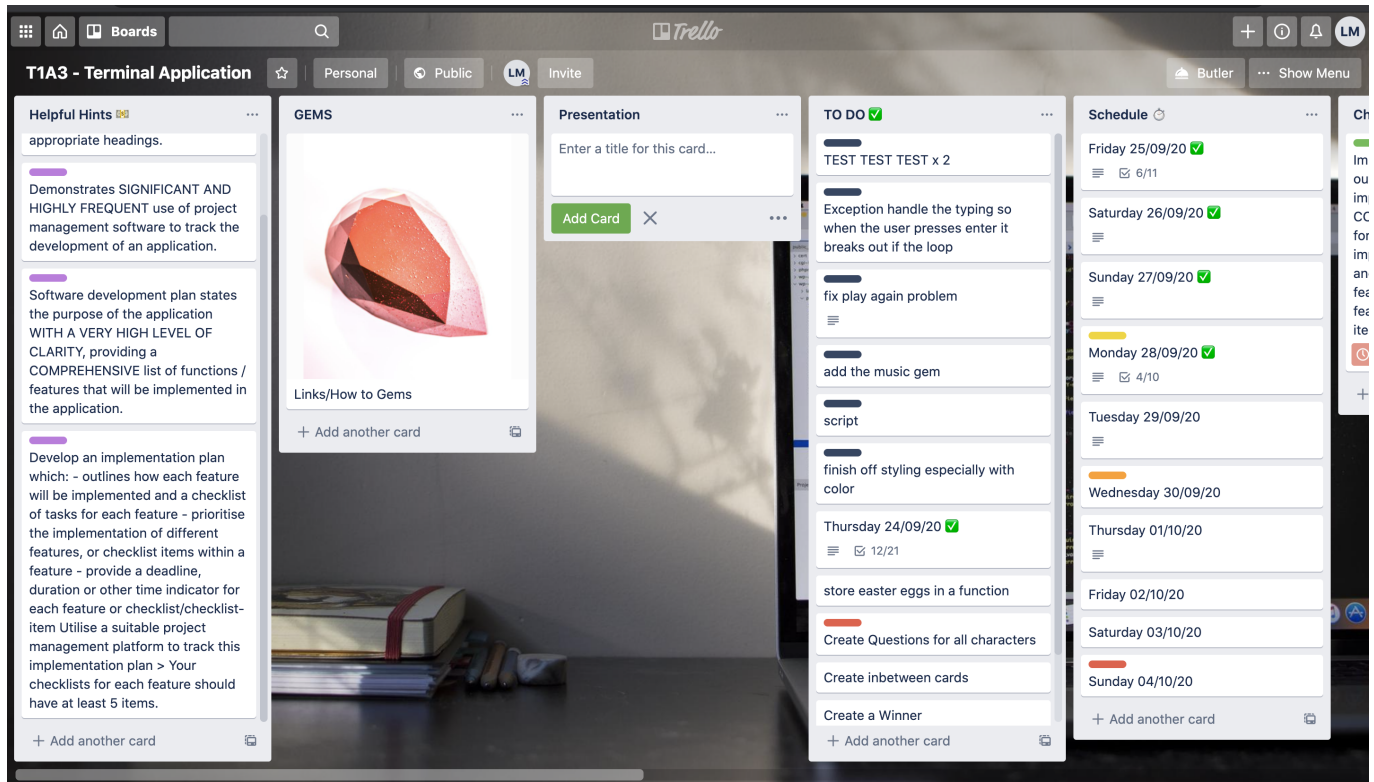 Boards
Trello
LM
T1A3 - Terminal Application
Personal
Public
LM
Invite
Butler
Show Menu
Helpful Hints 🎫
appropriate headings.
Demonstrates SIGNIFICANT AND
HIGHLY FREQUENT use of project
management software to track the
development of an application.
Software development plan states
the purpose of the application
WITH A VERY HIGH LEVEL OF
CLARITY, providing a
COMPREHENSIVE list of functions /
features that will be implemented in
the application.
Develop an implementation plan
which: - outlines how each feature
will be implemented and a checklist
of tasks for each feature - prioritise
the implementation of different
features, or checklist items within a
feature - provide a deadline,
duration or other time indicator for
each feature or checklist/checklist-
item Utilise a suitable project
management platform to track this
implementation plan > Your
checklists for each feature should
have at least 5 items.
+ Add another card
GEMS
Links/How to Gems
+ Add another card
Presentation
Enter a title for this card...
Add Card
TO DO ✅
TEST TEST TEST x 2
Exception handle the typing so
when the user presses enter it
breaks out if the loop
fix play again problem
add the music gem
script
finish off styling especially with
color
Thursday 24/09/20 ✅
12/21
store easter eggs in a function
Create Questions for all characters
Create inbetween cards
Create a Winner
+ Add another card
Schedule ⏱
Friday 25/09/20 ✅
6/11
Saturday 26/09/20 ✅
Sunday 27/09/20 ✅
Monday 28/09/20 ✅
4/10
Tuesday 29/09/20
Wednesday 30/09/20
Thursday 01/10/20
Friday 02/10/20
Saturday 03/10/20
Sunday 04/10/20
+ Add another card